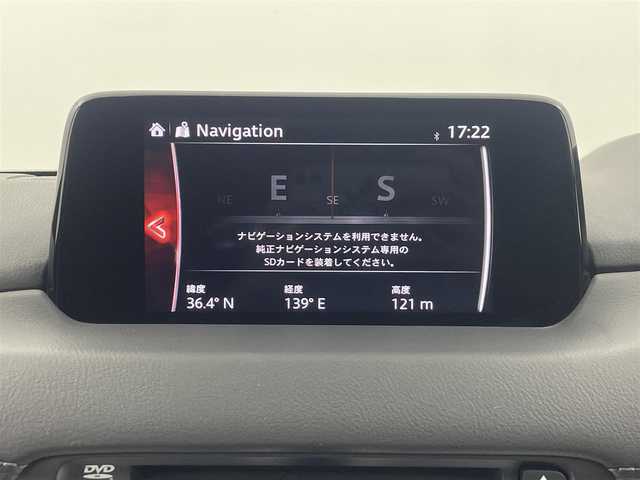 Navigation
17:22
NE E SE S SW
ナビゲーションシステムを利用できません。
純正ナビゲーションシステム専用の
SDカードを装着してください。
緯度 経度 高度
36.4° N 139° E 121 m
DVD